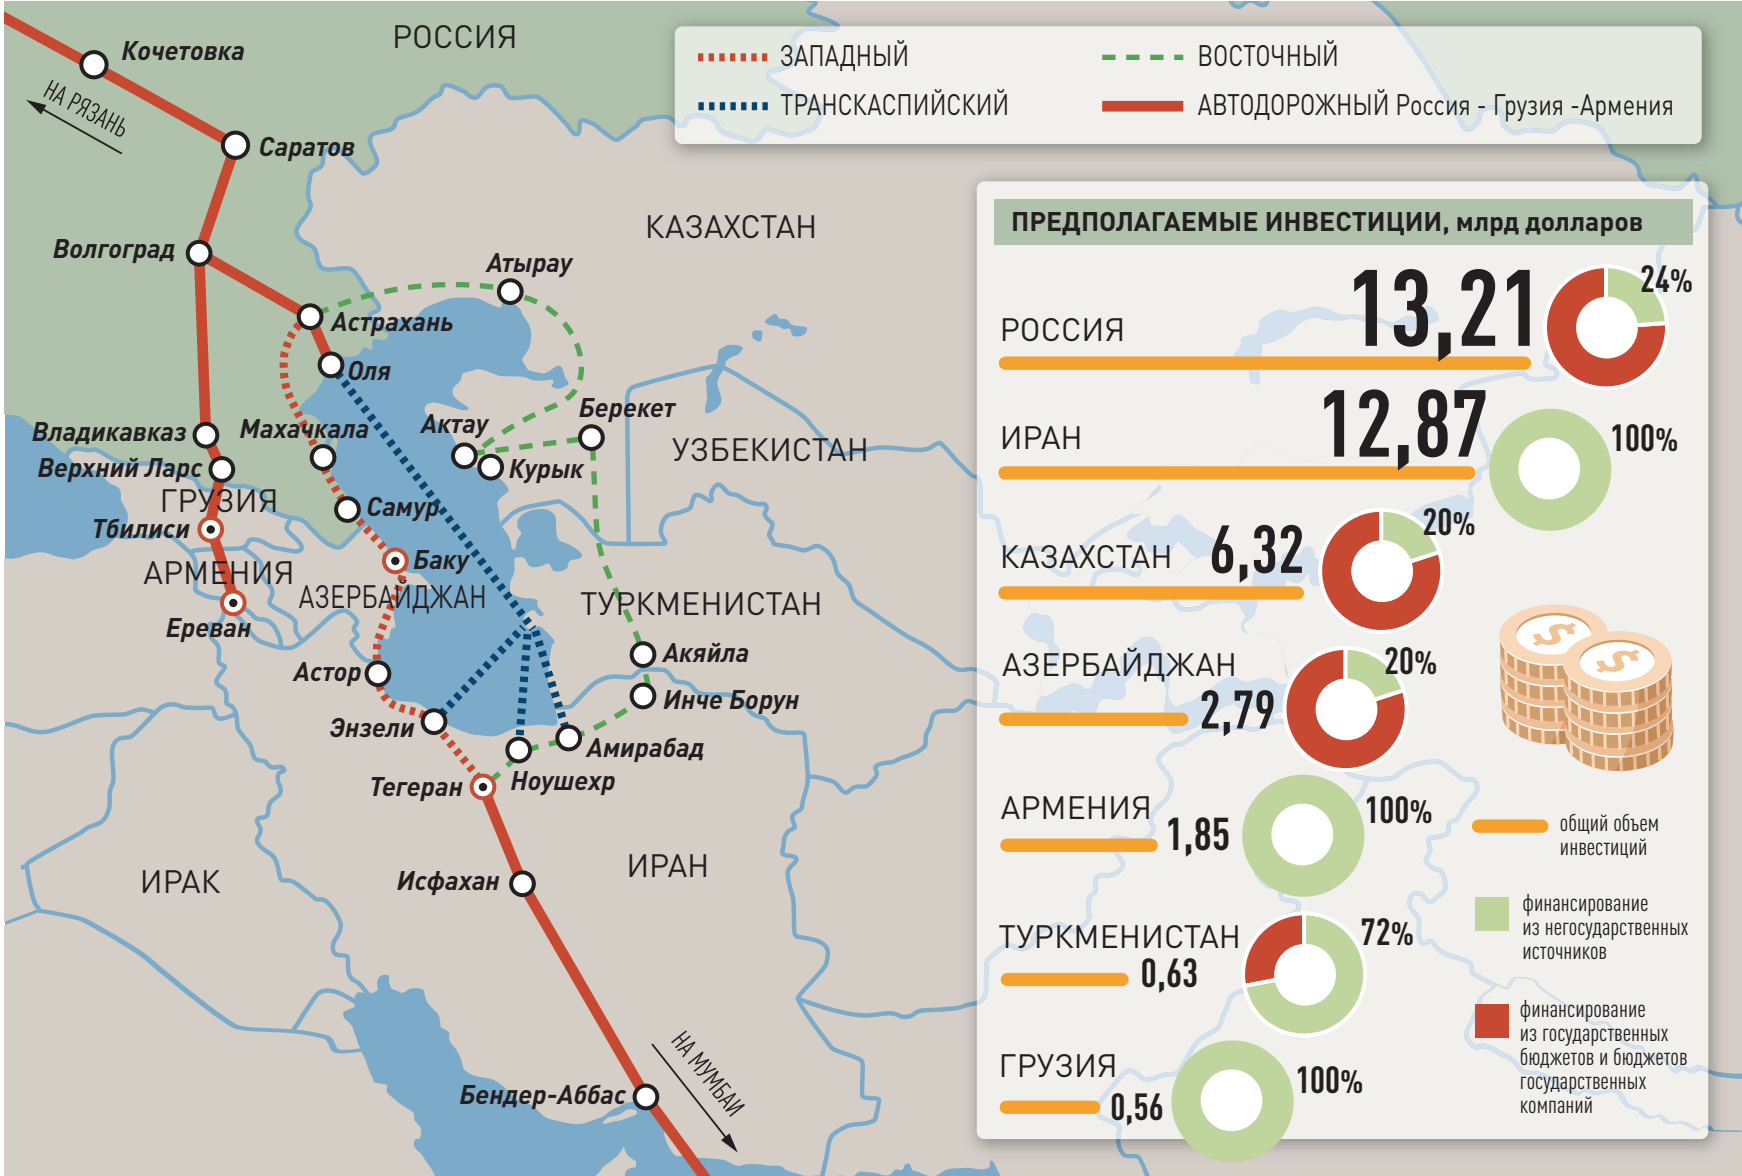 РОССИЯ
Кочетовка
НА РЯЗАНЬ
Саратов
ЗАПАДНЫЙ
ТРАНСКАСПИЙСКИЙ
ВОСТОЧНЫЙ
АВТОДОРОЖНЫЙ Россия - Грузия -Армения
Волгоград
КАЗАХСТАН
Атырау
Астрахань
Оля
Берекет
Актау
Курык
УЗБЕКИСТАН
Владикавказ
Махачкала
Верхний Ларс
ГРУЗИЯ
Самур
Тбилиси
Баку
АРМЕНИЯ
АЗЕРБАЙДЖАН
ТУРКМЕНИСТАН
Ереван
Акяйла
Астор
Инче Борун
Энзели
Амирабад
Тегеран
Ноушехр
ИРАК
Исфахан
ИРАН
Бендер-Аббас
НА МУМБАИ
ПРЕДПОЛАГАЕМЫЕ ИНВЕСТИЦИИ, млрд долларов
РОССИЯ
13,21
24%
ИРАН
12,87
100%
КАЗАХСТАН
6,32
20%
АЗЕРБАЙДЖАН
2,79
20%
АРМЕНИЯ
1,85
100%
ТУРКМЕНИСТАН
0,63
72%
ГРУЗИЯ
0,56
100%
общий объем
инвестиций
финансирование
из негосударственных
источников
финансирование
из государственных
бюджетов и бюджетов
государственных
компаний